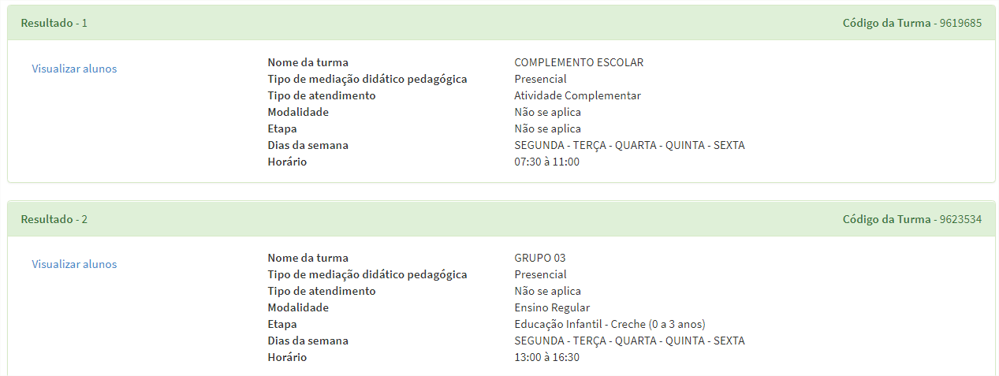 Resultado - 1 Código da Turma - 9619685
Visualizar alunos
Nome da turma COMPLEMENTO ESCOLAR
Tipo de mediação didático pedagógica Presencial
Tipo de atendimento Atividade Complementar
Modalidade Não se aplica
Etapa Não se aplica
Dias da semana SEGUNDA - TERÇA - QUARTA - QUINTA - SEXTA
Horário 07:30 à 11:00
Resultado - 2 Código da Turma - 9623534
Visualizar alunos
Nome da turma GRUPO 03
Tipo de mediação didático pedagógica Presencial
Tipo de atendimento Não se aplica
Modalidade Ensino Regular
Etapa Educação Infantil - Creche (0 a 3 anos)
Dias da semana SEGUNDA - TERÇA - QUARTA - QUINTA - SEXTA
Horário 13:00 à 16:30